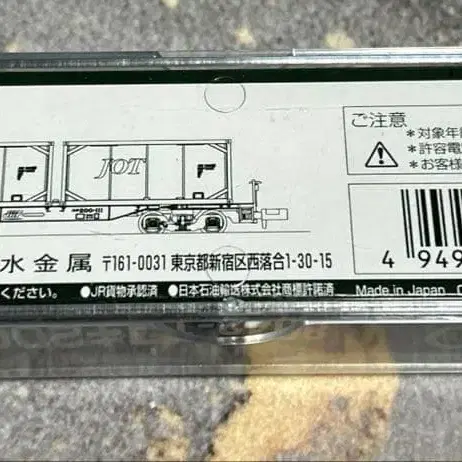 ご注意
*対象年
*許容電
*お客様
JOT
水金属 〒161-0031 東京都新宿区西落合1-30-15
4 949
ください。 ●JR貨物承認済 ●日本石油輸送株式会社商標許諾済 Made in Japan